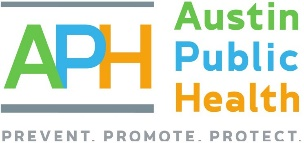 APH
Austin
Public
Health
PREVENT. PROMOTE. PROTECT.